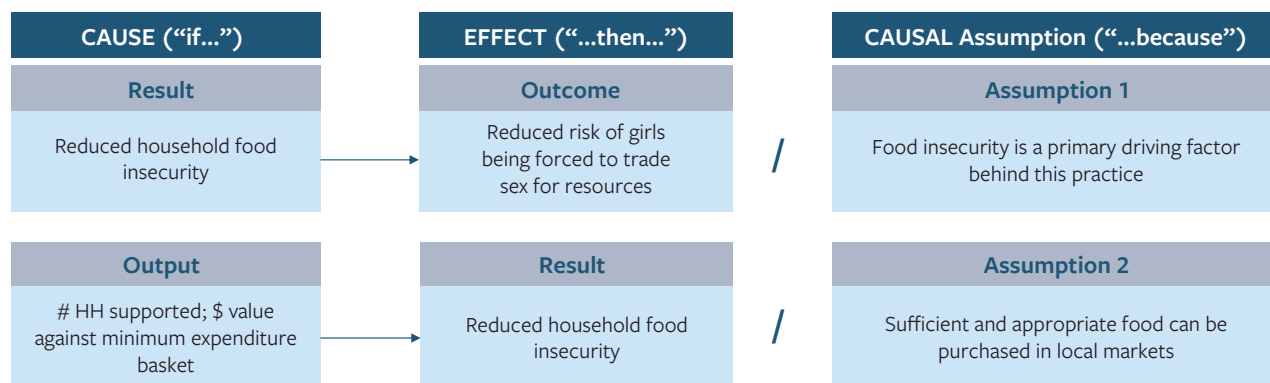 CAUSE (“if...”)
EFFECT (“...then...”)
CAUSAL Assumption (“...because”)
Result
Outcome
Assumption 1
Reduced household food
insecurity
Reduced risk of girls
being forced to trade
sex for resources
/
Food insecurity is a primary driving factor
behind this practice
Output
Result
Assumption 2
# HH supported; $ value
against minimum expenditure
basket
Reduced household food
insecurity
/
Sufficient and appropriate food can be
purchased in local markets